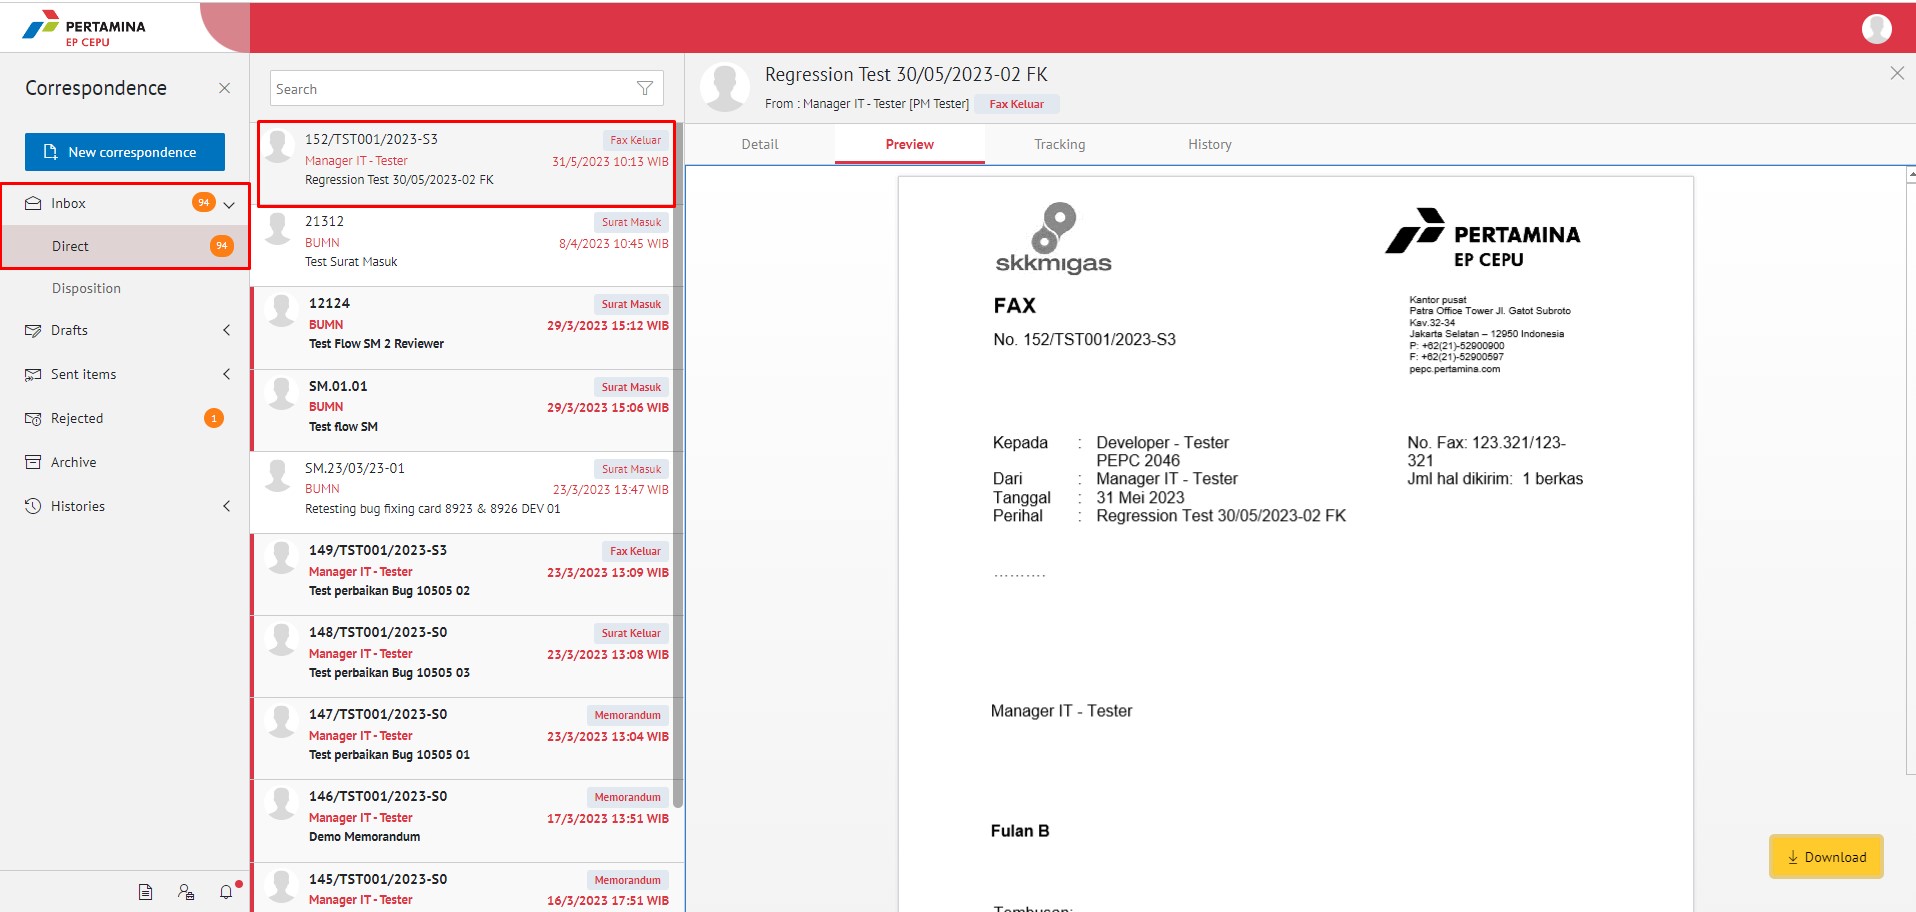 PERTAMINA
EP CEPU
Correspondence
New correspondence
Inbox 94
Direct 94
Disposition
Drafts
Sent items
Rejected 1
Archive
Histories
Search
152/TST001/2023-S3 Fax Keluar
Manager IT - Tester 31/5/2023 10:13 WIB
Regression Test 30/05/2023-02 FK
21312 Surat Masuk
BUMN 8/4/2023 10:45 WIB
Test Surat Masuk
12124 Surat Masuk
BUMN 29/3/2023 15:12 WIB
Test Flow SM 2 Reviewer
SM.01.01 Surat Masuk
BUMN 29/3/2023 15:06 WIB
Test flow SM
SM.23/03/23-01 Surat Masuk
BUMN 23/3/2023 13:47 WIB
Retesting bug fixing card 8923 & 8926 DEV 01
149/TST001/2023-S3 Fax Keluar
Manager IT - Tester 23/3/2023 13:09 WIB
Test perbaikan Bug 10505 02
148/TST001/2023-S0 Surat Keluar
Manager IT - Tester 23/3/2023 13:08 WIB
Test perbaikan Bug 10505 03
147/TST001/2023-S0 Memorandum
Manager IT - Tester 23/3/2023 13:04 WIB
Test perbaikan Bug 10505 01
146/TST001/2023-S0 Memorandum
Manager IT - Tester 17/3/2023 13:51 WIB
Demo Memorandum
145/TST001/2023-S0 Memorandum
Manager IT - Tester 16/3/2023 17:51 WIB
Regression Test 30/05/2023-02 FK
From : Manager IT - Tester [PM Tester] Fax Keluar
Detail Preview Tracking History
skkmigas
PERTAMINA
EP CEPU
FAX
No. 152/TST001/2023-S3
Kantor pusat
Patra Office Tower Jl. Gatot Subroto
Kav.32-34
Jakarta Selatan – 12950 Indonesia
P: +62(21)-52900900
F: +62(21)-52900597
pepc.pertamina.com
Kepada : Developer - Tester
PEPC 2046
Dari : Manager IT - Tester
Tanggal : 31 Mei 2023
Perihal : Regression Test 30/05/2023-02 FK
No. Fax: 123.321/123-
321
Jml hal dikirim: 1 berkas
..........
Manager IT - Tester
Fulan B
Tembusan:
Download